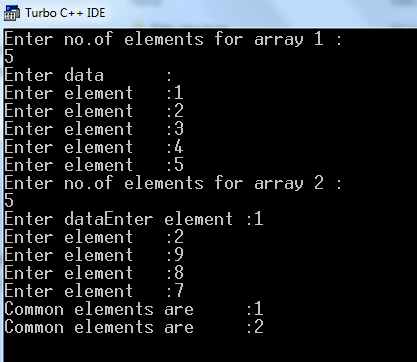 Turbo C++ IDE
Enter no.of elements for array 1 :
5
Enter data      :
Enter element   :1
Enter element   :2
Enter element   :3
Enter element   :4
Enter element   :5
Enter no.of elements for array 2 :
5
Enter dataEnter element :1
Enter element   :2
Enter element   :9
Enter element   :8
Enter element   :7
Common elements are     :1
Common elements are     :2